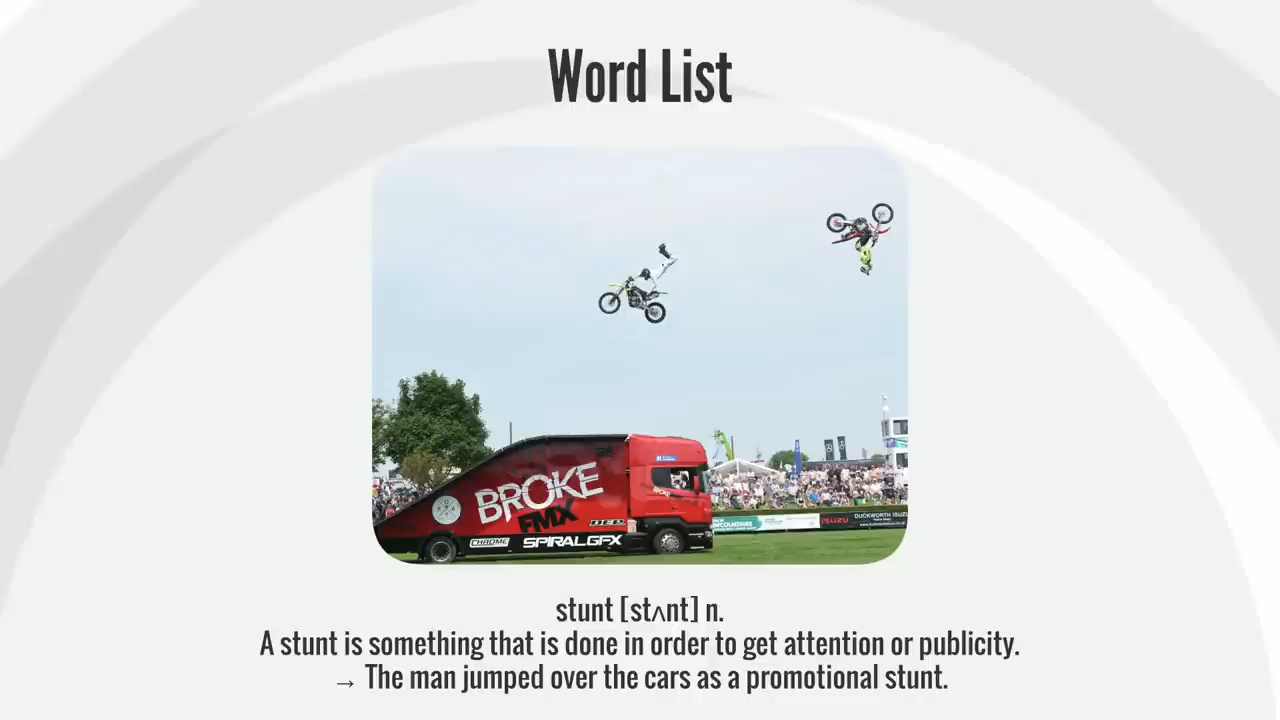 Word List
BROKE
FMX
CHROME
SPIRALGFX
ISUZU
DUCKWORTH ISUZU
stunt [stʌnt] n.
A stunt is something that is done in order to get attention or publicity.
→ The man jumped over the cars as a promotional stunt.